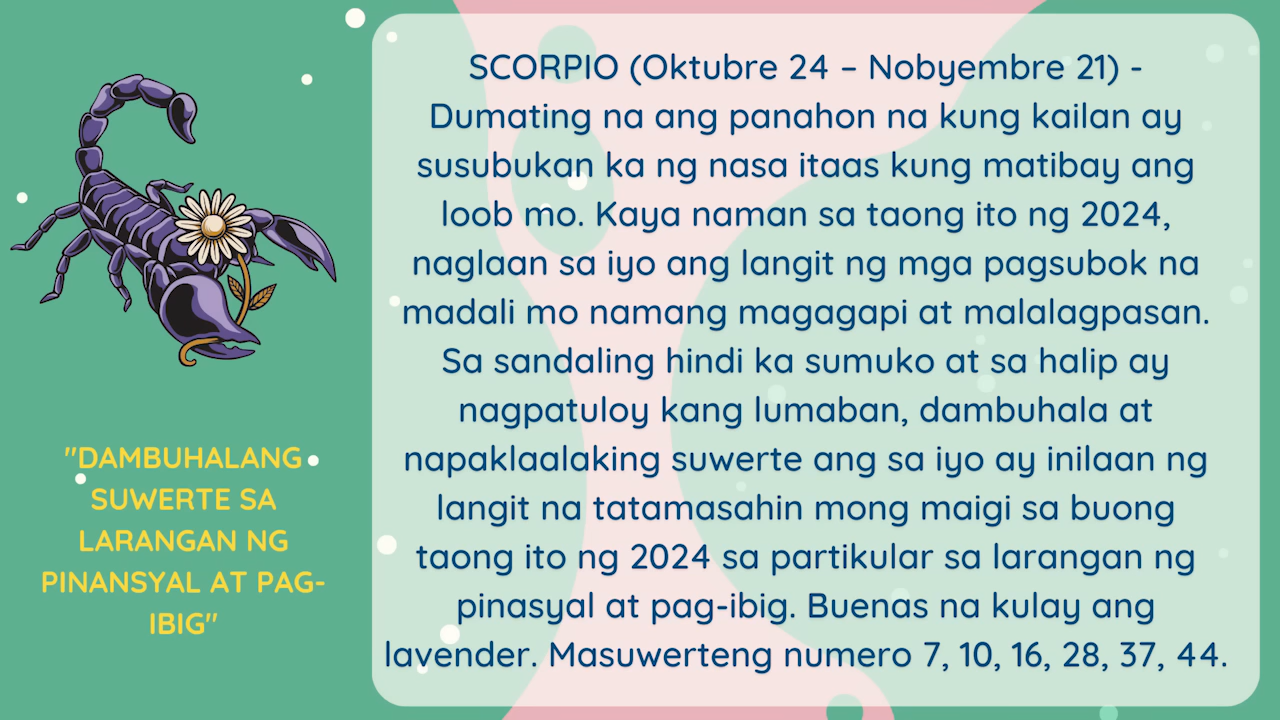 SCORPIO (Oktubre 24 – Nobyembre 21) -
Dumating na ang panahon na kung kailan ay
susubukan ka ng nasa itaas kung matibay ang
loob mo. Kaya naman sa taong ito ng 2024,
naglaan sa iyo ang langit ng mga pagsubok na
madali mo namang magagapi at malalagpasan.
Sa sandaling hindi ka sumuko at sa halip ay
nagpatuloy kang lumaban, dambuhala at
napaklaalaking suwerte ang sa iyo ay inilaan ng
langit na tatamasahin mong maigi sa buong
taong ito ng 2024 sa partikular sa larangan ng
pinasyal at pag-ibig. Buenas na kulay ang
lavender. Masuwerteng numero 7, 10, 16, 28, 37, 44.
"DAMBUHALANG
SUWERTE SA
LARANGAN NG
PINANSYAL AT PAG-
IBIG"